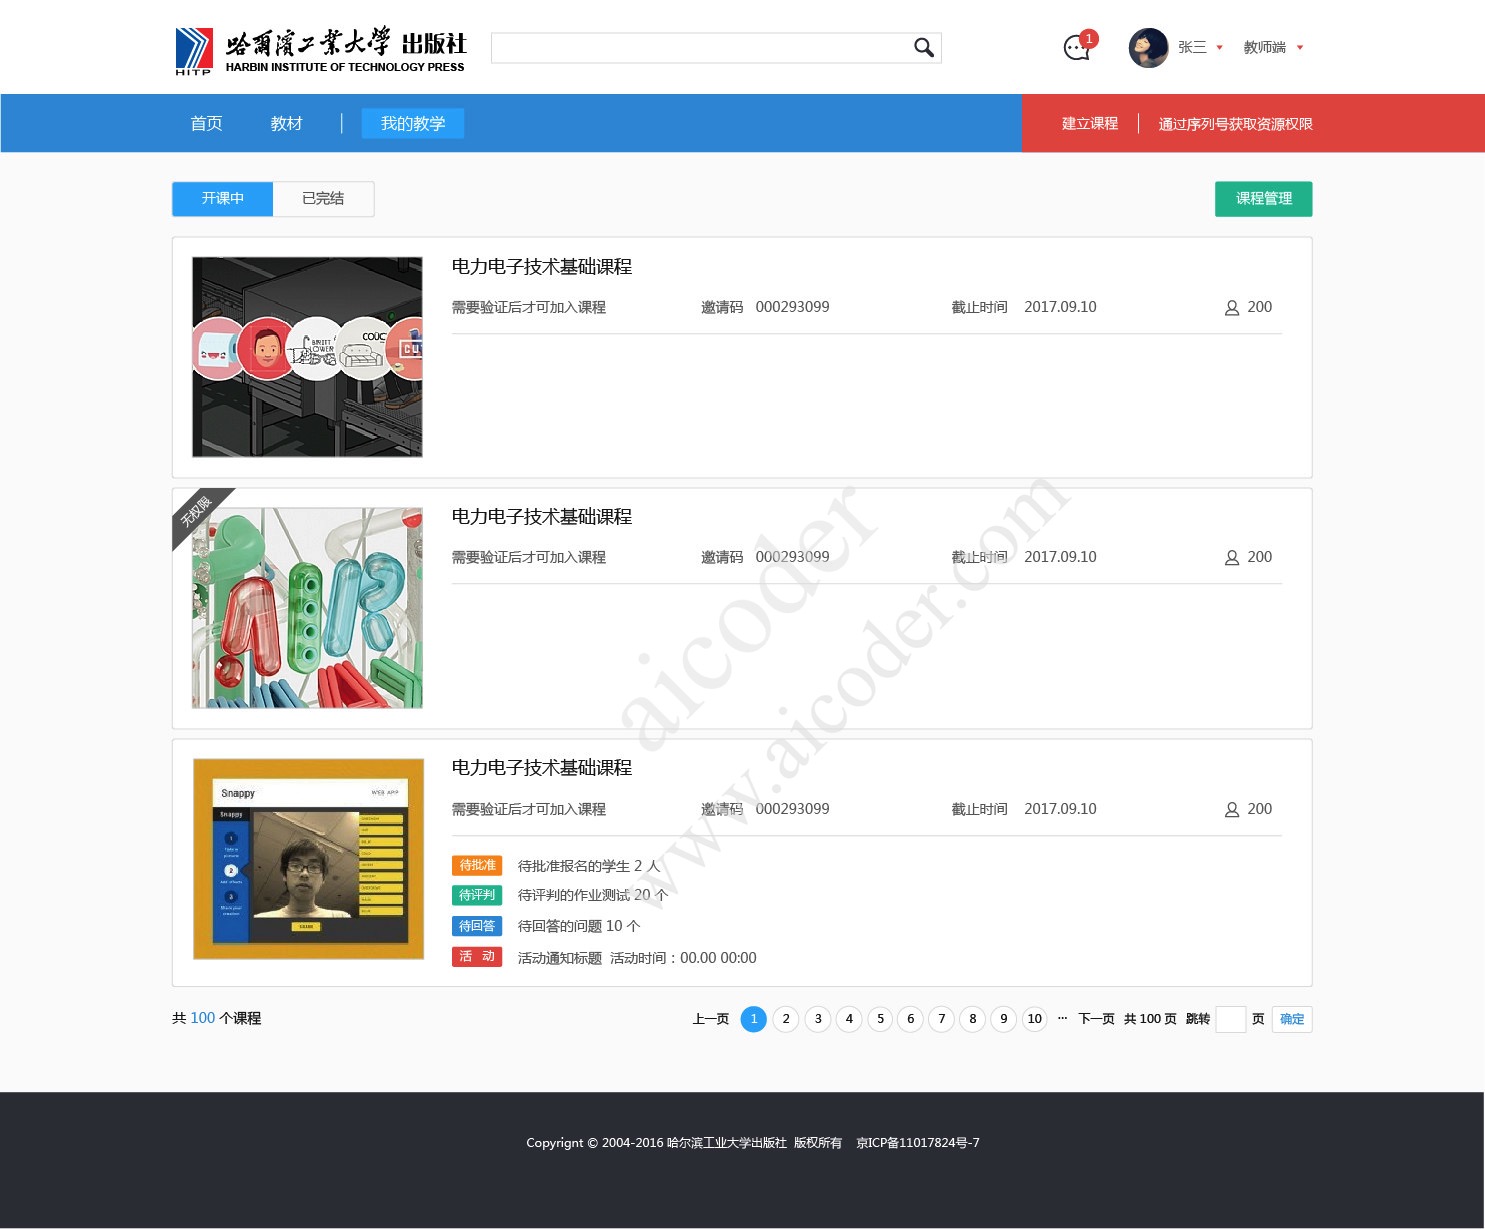 哈尔滨工业大学 出版社
HARBIN INSTITUTE OF TECHNOLOGY PRESS
HITP
1
张三
教师端
首页 教材 我的教学
建立课程 通过序列号获取资源权限
开课中 已完结
课程管理
电力电子技术基础课程
需要验证后才可加入课程 邀请码 000293099 截止时间 2017.09.10 200
无权限
电力电子技术基础课程
需要验证后才可加入课程 邀请码 000293099 截止时间 2017.09.10 200
aicoder
www.aicoder.com
Snappy WEB APP
Snappy
1
2
3
电力电子技术基础课程
需要验证后才可加入课程 邀请码 000293099 截止时间 2017.09.10 200
待批准 待批准报名的学生 2 人
待评判 待评判的作业测试 20 个
待回答 待回答的问题 10 个
活 动 活动通知标题 活动时间：00.00 00:00
共 100 个课程
上一页 1 2 3 4 5 6 7 8 9 10 ··· 下一页 共 100 页 跳转 页 确定
Copyrignt © 2004-2016 哈尔滨工业大学出版社 版权所有 京ICP备11017824号-7